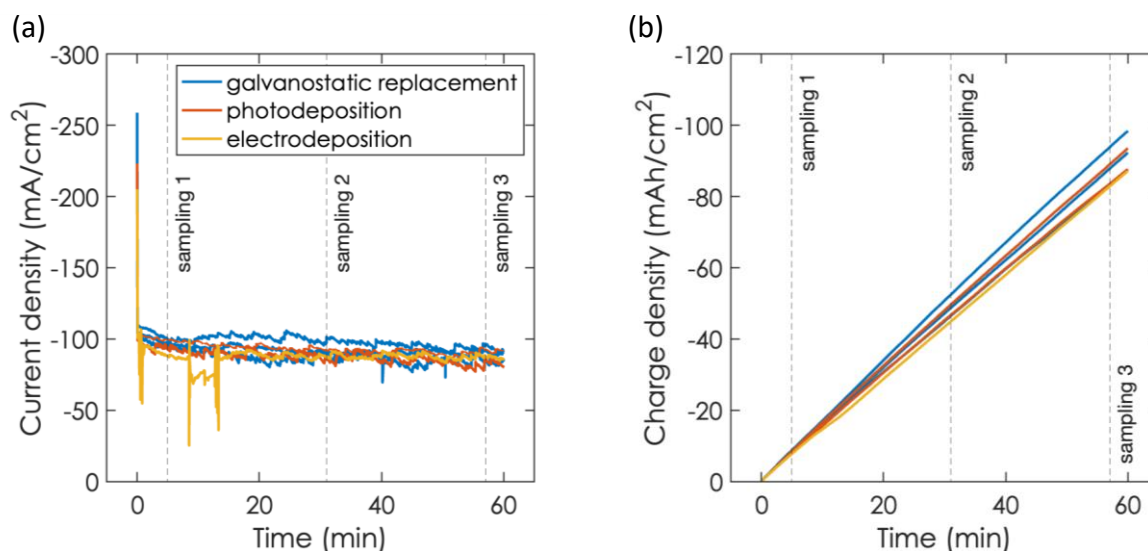 (a)
-300
-250
-200
-150
-100
-50
0
Current density (mA/cm²)
galvanostatic replacement
photodeposition
electrodeposition
sampling 1
sampling 2
sampling 3
0
20
40
60
Time (min)
(b)
-120
-100
-80
-60
-40
-20
0
Charge density (mAh/cm²)
sampling 1
sampling 2
sampling 3
0
20
40
60
Time (min)